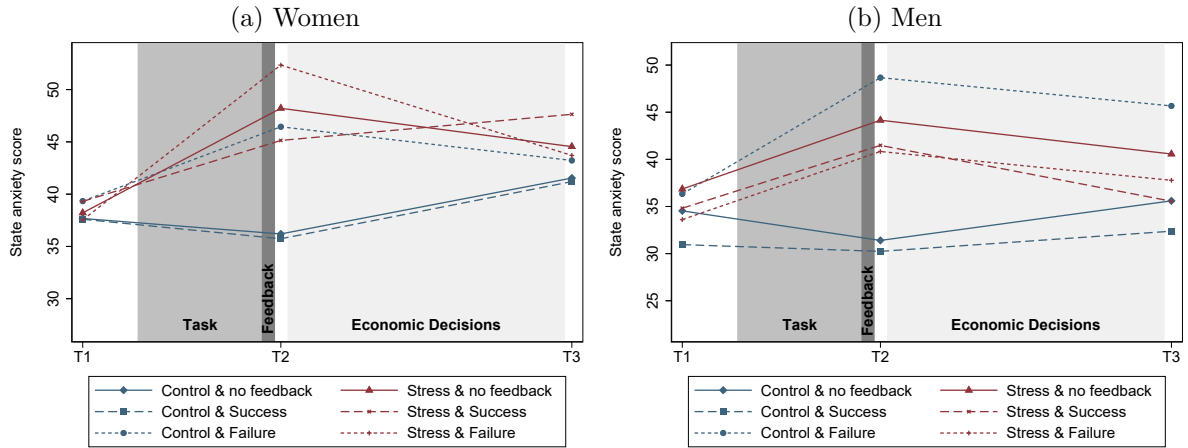 (a) Women
State anxiety score
50
45
40
35
30
Task
Feedback
Economic Decisions
T1
T2
T3
Control & no feedback
Stress & no feedback
Control & Success
Stress & Success
Control & Failure
Stress & Failure
(b) Men
State anxiety score
50
45
40
35
30
25
Task
Feedback
Economic Decisions
T1
T2
T3
Control & no feedback
Stress & no feedback
Control & Success
Stress & Success
Control & Failure
Stress & Failure